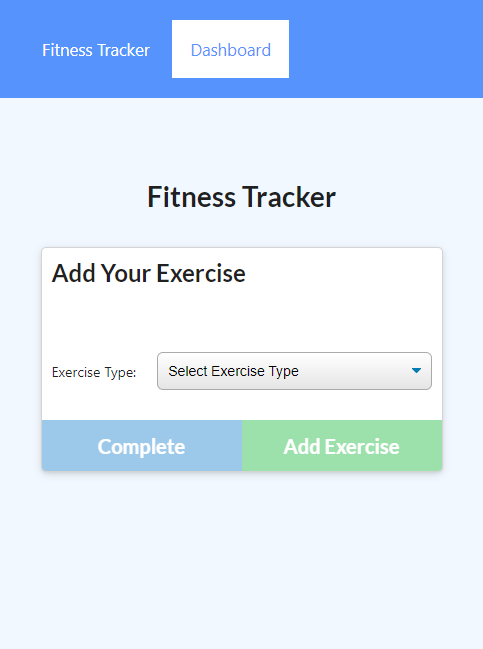 Fitness Tracker Dashboard
Fitness Tracker
Add Your Exercise
Exercise Type: Select Exercise Type
Complete Add Exercise